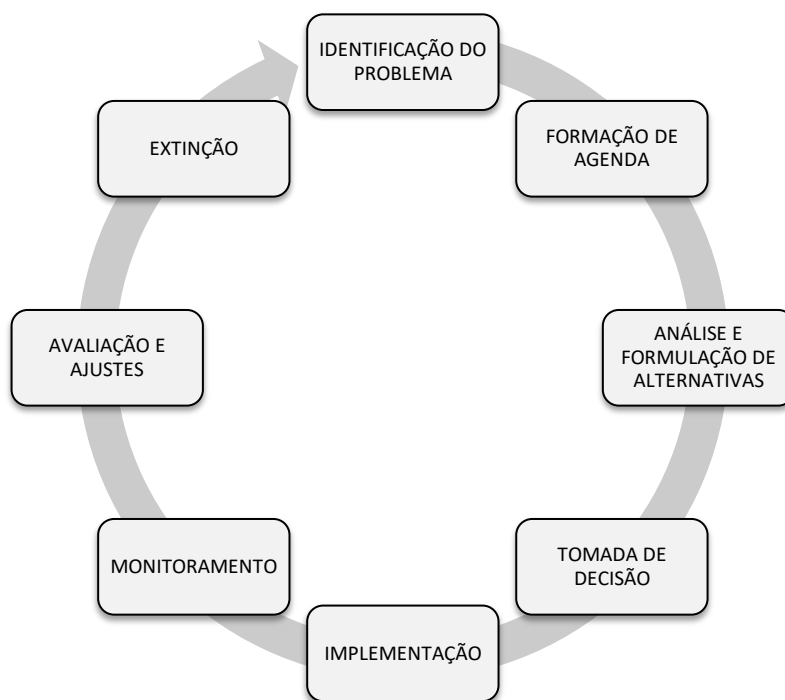 IDENTIFICAÇÃO DO
PROBLEMA
FORMAÇÃO DE
AGENDA
ANÁLISE E
FORMULAÇÃO DE
ALTERNATIVAS
TOMADA DE
DECISÃO
IMPLEMENTAÇÃO
MONITORAMENTO
AVALIAÇÃO E
AJUSTES
EXTINÇÃO